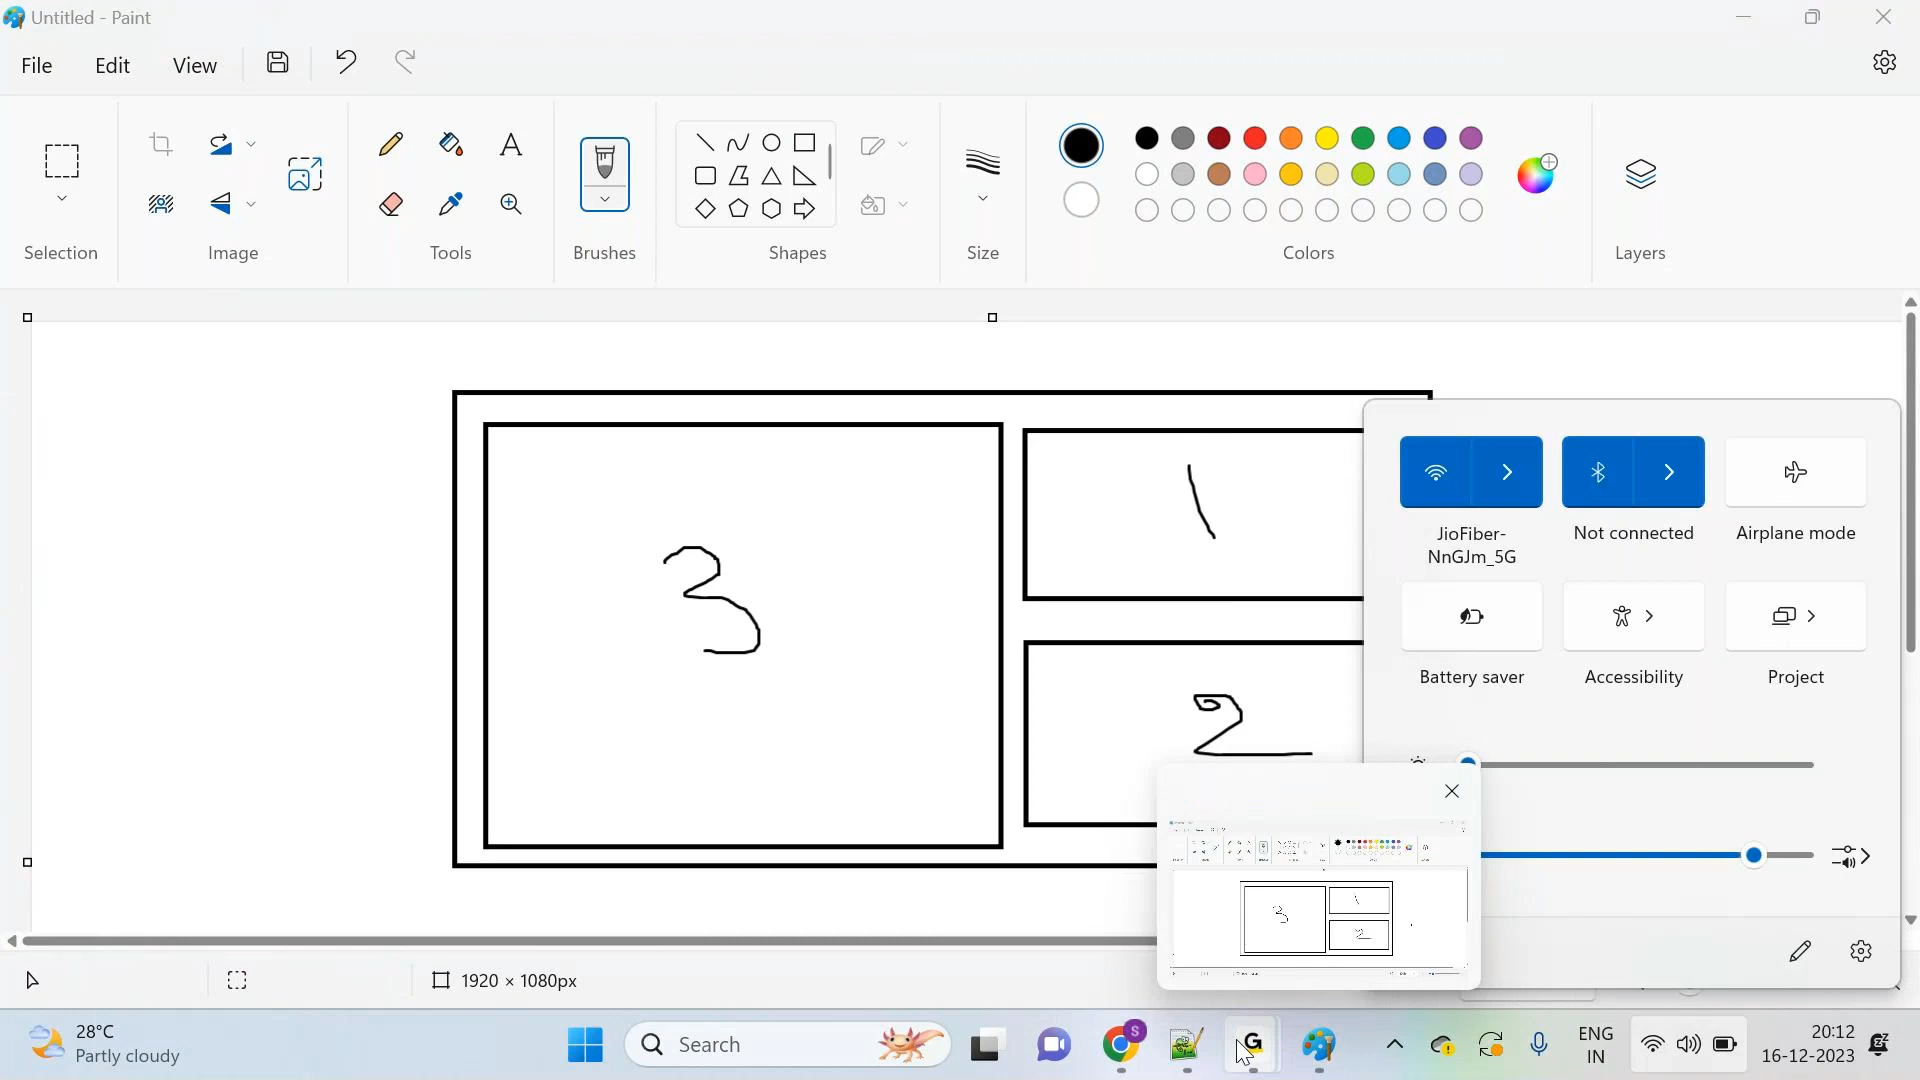 Untitled - Paint
File Edit View
Selection Image Tools Brushes Shapes Size Colors Layers
3
1
2
JioFiber-
NnGJm_5G
Not connected
Airplane mode
Battery saver
Accessibility
Project
1920 × 1080px
28°C
Partly cloudy
Search
S
G
ENG
IN
20:12
16-12-2023